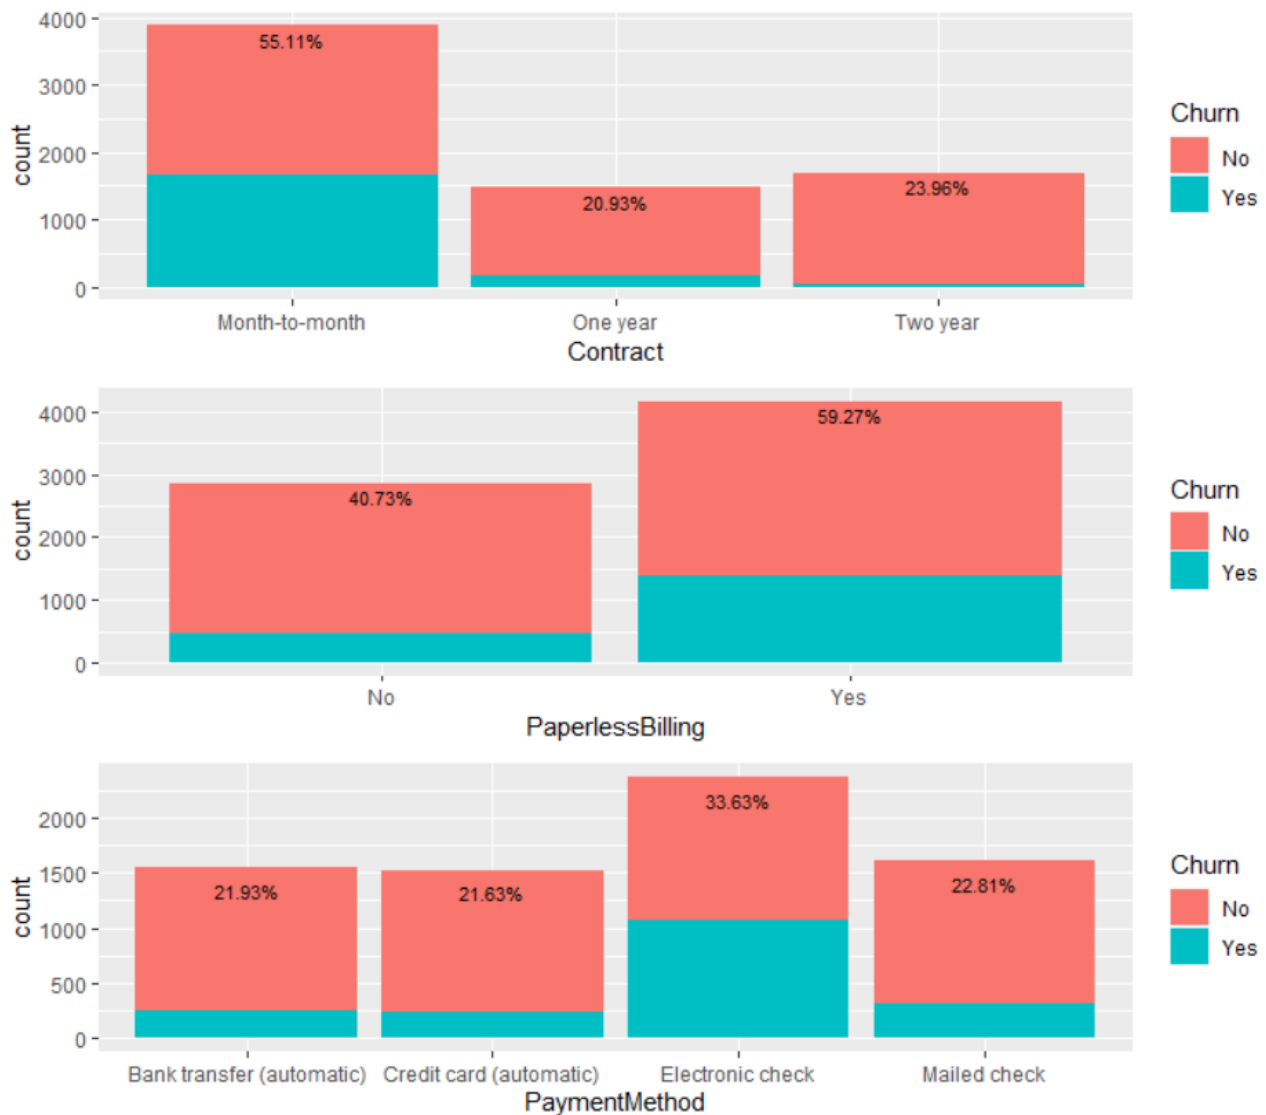 4000
3000
2000
1000
0
count
55.11%
20.93%
23.96%
Month-to-month One year Two year
Contract
Churn
No
Yes
4000
3000
2000
1000
0
count
40.73%
59.27%
No Yes
PaperlessBilling
Churn
No
Yes
2000
1500
1000
500
0
count
21.93%
21.63%
33.63%
22.81%
Bank transfer (automatic) Credit card (automatic) Electronic check Mailed check
PaymentMethod
Churn
No
Yes